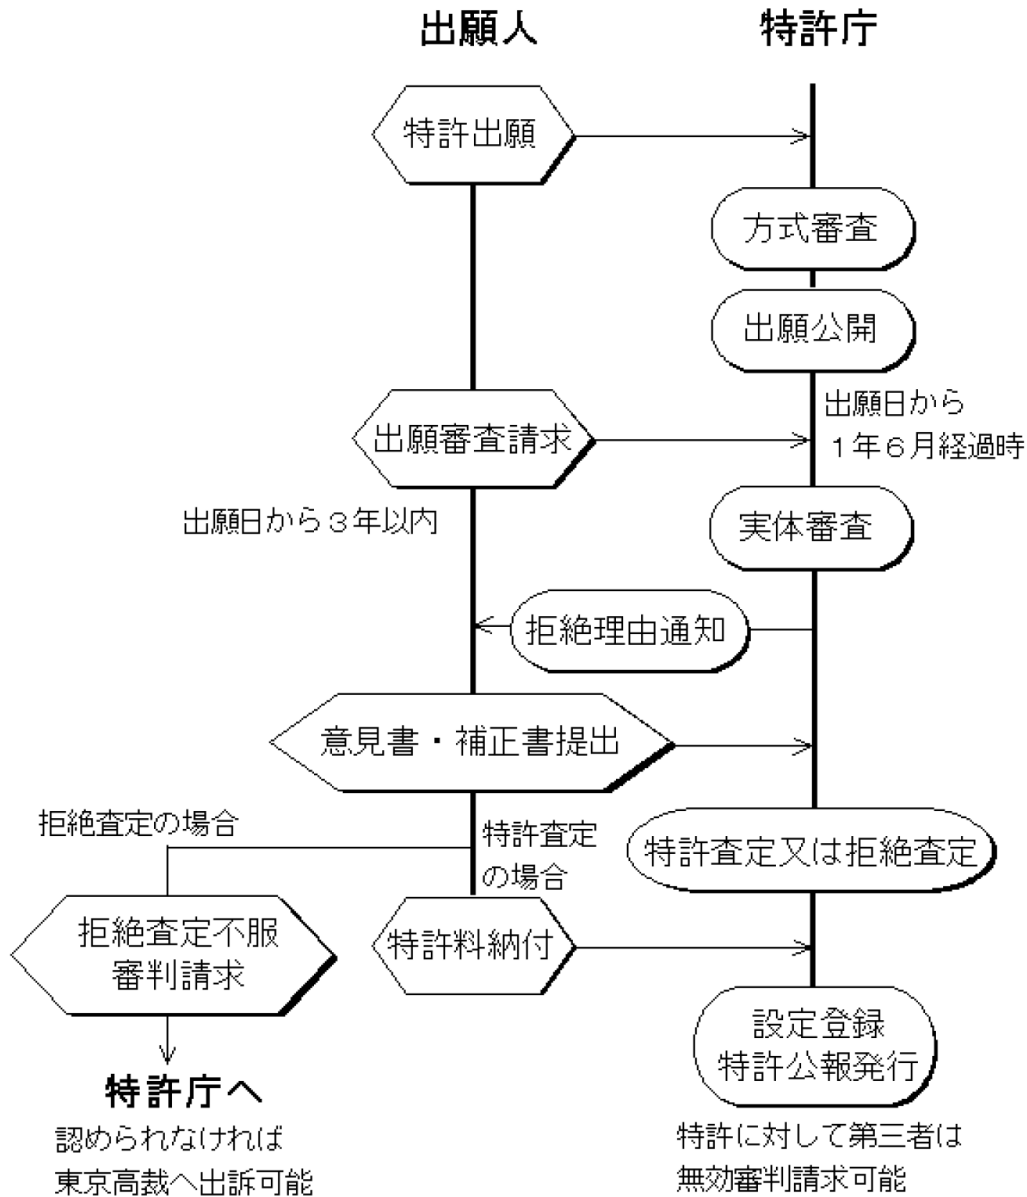 出願人
特許庁
特許出願
方式審査
出願公開
出願日から
１年６月経過時
出願審査請求
出願日から３年以内
実体審査
拒絶理由通知
意見書・補正書提出
拒絶査定の場合
特許査定
の場合
特許査定又は拒絶査定
拒絶査定不服
審判請求
特許料納付
設定登録
特許公報発行
特許庁へ
認められなければ
東京高裁へ出訴可能
特許に対して第三者は
無効審判請求可能